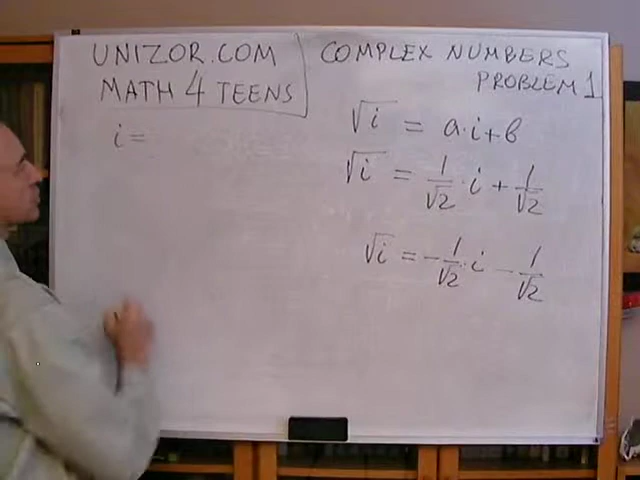 UNIZOR.COM
MATH 4 TEENS
COMPLEX NUMBERS
PROBLEM 1
i =
√i = a·i+b
√i = 1/√2 · i + 1/√2
√i = -1/√2 · i - 1/√2